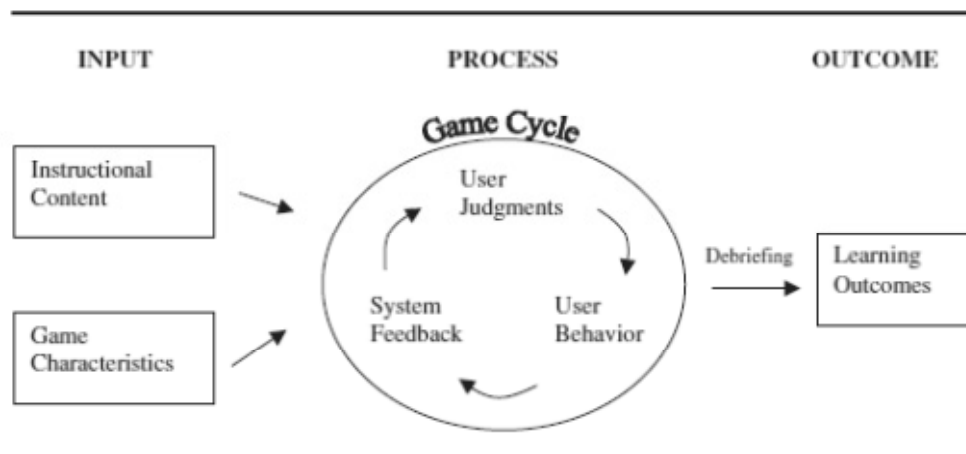 INPUT
PROCESS
OUTCOME
Game Cycle
Instructional
Content
Game
Characteristics
User
Judgments
System
Feedback
User
Behavior
Debriefing
Learning
Outcomes